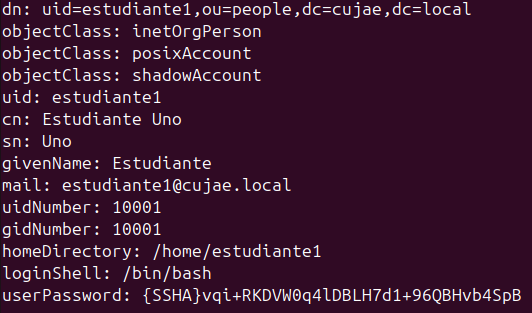 dn: uid=estudiante1,ou=people,dc=cujae,dc=local
objectClass: inetOrgPerson
objectClass: posixAccount
objectClass: shadowAccount
uid: estudiante1
cn: Estudiante Uno
sn: Uno
givenName: Estudiante
mail: estudiante1@cujae.local
uidNumber: 10001
gidNumber: 10001
homeDirectory: /home/estudiante1
loginShell: /bin/bash
userPassword: {SSHA}vqi+RKDVW0q4lDBLH7d1+96QBHvb4SpB